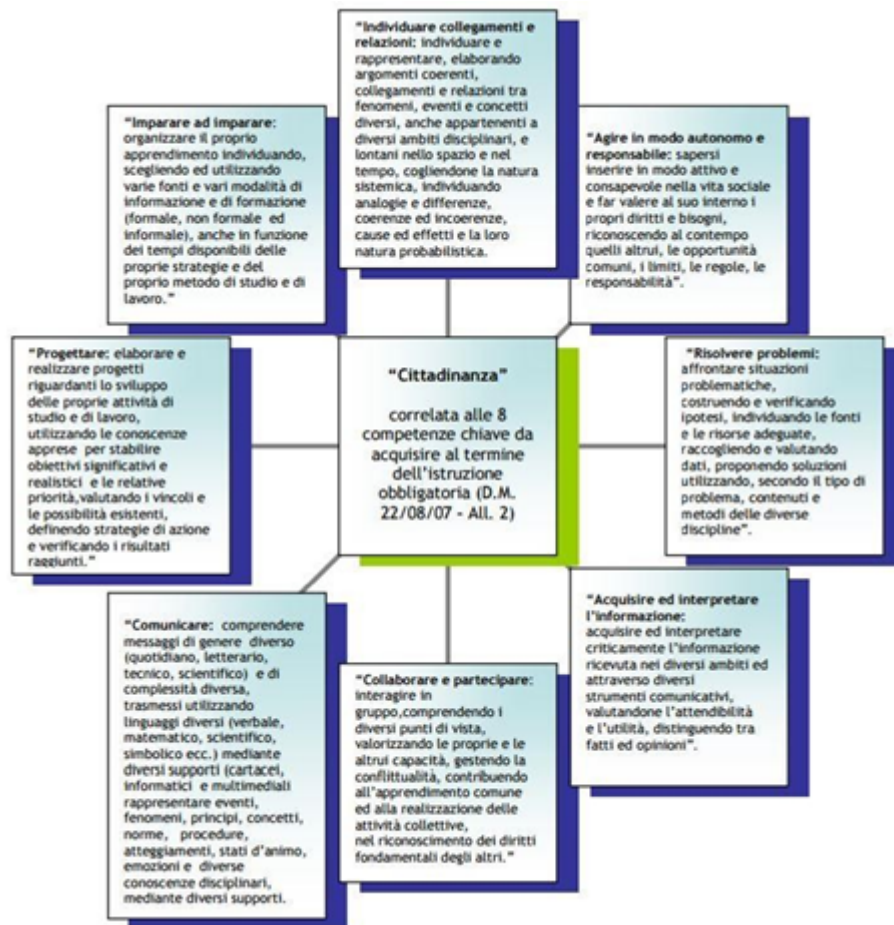 “Individuare collegamenti e
relazioni: individuare e
rappresentare, elaborando
argomenti coerenti,
collegamenti e relazioni tra
fenomeni, eventi e concetti
diversi, anche appartenenti a
diversi ambiti disciplinari, e
lontani nello spazio e nel
tempo, cogliendone la natura
sistemica, individuando
analogie e differenze,
coerenze ed incoerenze,
cause ed effetti e la loro
natura probabilistica.
“Imparare ad imparare:
organizzare il proprio
apprendimento individuando,
scegliendo ed utilizzando
varie fonti e vari modalità di
informazione e di formazione
(formale, non formale ed
informale), anche in funzione
dei tempi disponibili delle
proprie strategie e del
proprio metodo di studio e di
lavoro.”
“Agire in modo autonomo e
responsabile: sapersi
inserire in modo attivo e
consapevole nella vita sociale
e far valere al suo interno i
propri diritti e bisogni,
riconoscendo al contempo
quelli altrui, le opportunità
comuni, i limiti, le regole, le
responsabilità”.
“Progettare: elaborare e
realizzare progetti
riguardanti lo sviluppo
delle proprie attività di
studio e di lavoro,
utilizzando le conoscenze
apprese per stabilire
obiettivi significativi e
realistici e le relative
priorità,valutando i vincoli e
le possibilità esistenti,
definendo strategie di azione
e verificando i risultati
raggiunti.”
“Cittadinanza”
correlata alle 8
competenze chiave da
acquisire al termine
dell’istruzione
obbligatoria (D.M.
22/08/07 - All. 2)
“Risolvere problemi:
affrontare situazioni
problematiche,
costruendo e verificando
ipotesi, individuando le fonti
e le risorse adeguate,
raccogliendo e valutando
dati, proponendo soluzioni
utilizzando, secondo il tipo di
problema, contenuti e
metodi delle diverse
discipline”.
“Comunicare: comprendere
messaggi di genere diverso
(quotidiano, letterario,
tecnico, scientifico) e di
complessità diversa,
trasmessi utilizzando
linguaggi diversi (verbale,
matematico, scientifico,
simbolico ecc.) mediante
diversi supporti (cartacei,
informatici e multimediali
rappresentare eventi,
fenomeni, principi, concetti,
norme, procedure,
atteggiamenti, stati d’animo,
emozioni e diverse
conoscenze disciplinari,
mediante diversi supporti.
“Collaborare e partecipare:
interagire in
gruppo,comprendendo i
diversi punti di vista,
valorizzando le proprie e le
altrui capacità, gestendo la
conflittualità, contribuendo
all’apprendimento comune
ed alla realizzazione delle
attività collettive,
nel riconoscimento dei diritti
fondamentali degli altri.”
“Acquisire ed interpretare
l’informazione:
acquisire ed interpretare
criticamente l’informazione
ricevuta nei diversi ambiti ed
attraverso diversi
strumenti comunicativi,
valutandone l’attendibilità
e l’utilità, distinguendo tra
fatti ed opinioni”.